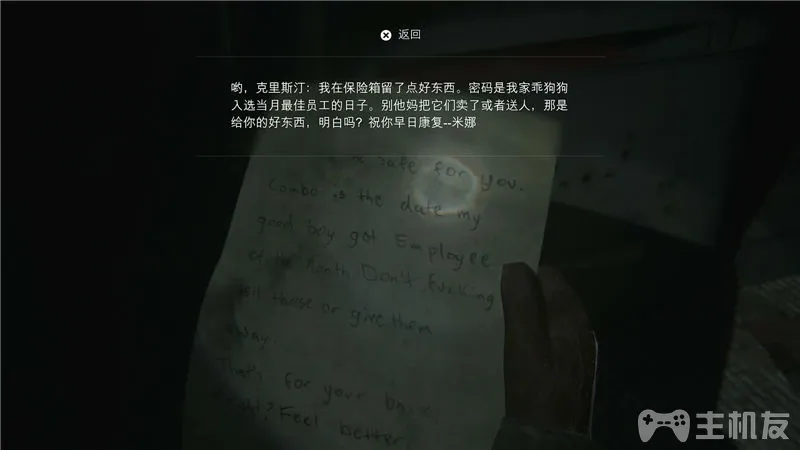 返回
哟，克里斯汀：我在保险箱留了点好东西。密码是我家乖狗狗
入选当月最佳员工的日子。别他妈把它们卖了或者送人，那是
给你的好东西，明白吗？祝你早日康复--米娜
safe for you.
Combo is the date my
good boy got Employee
of the Month Don't fucking
sell those or give them
away
That's for your
Feel better
主机友